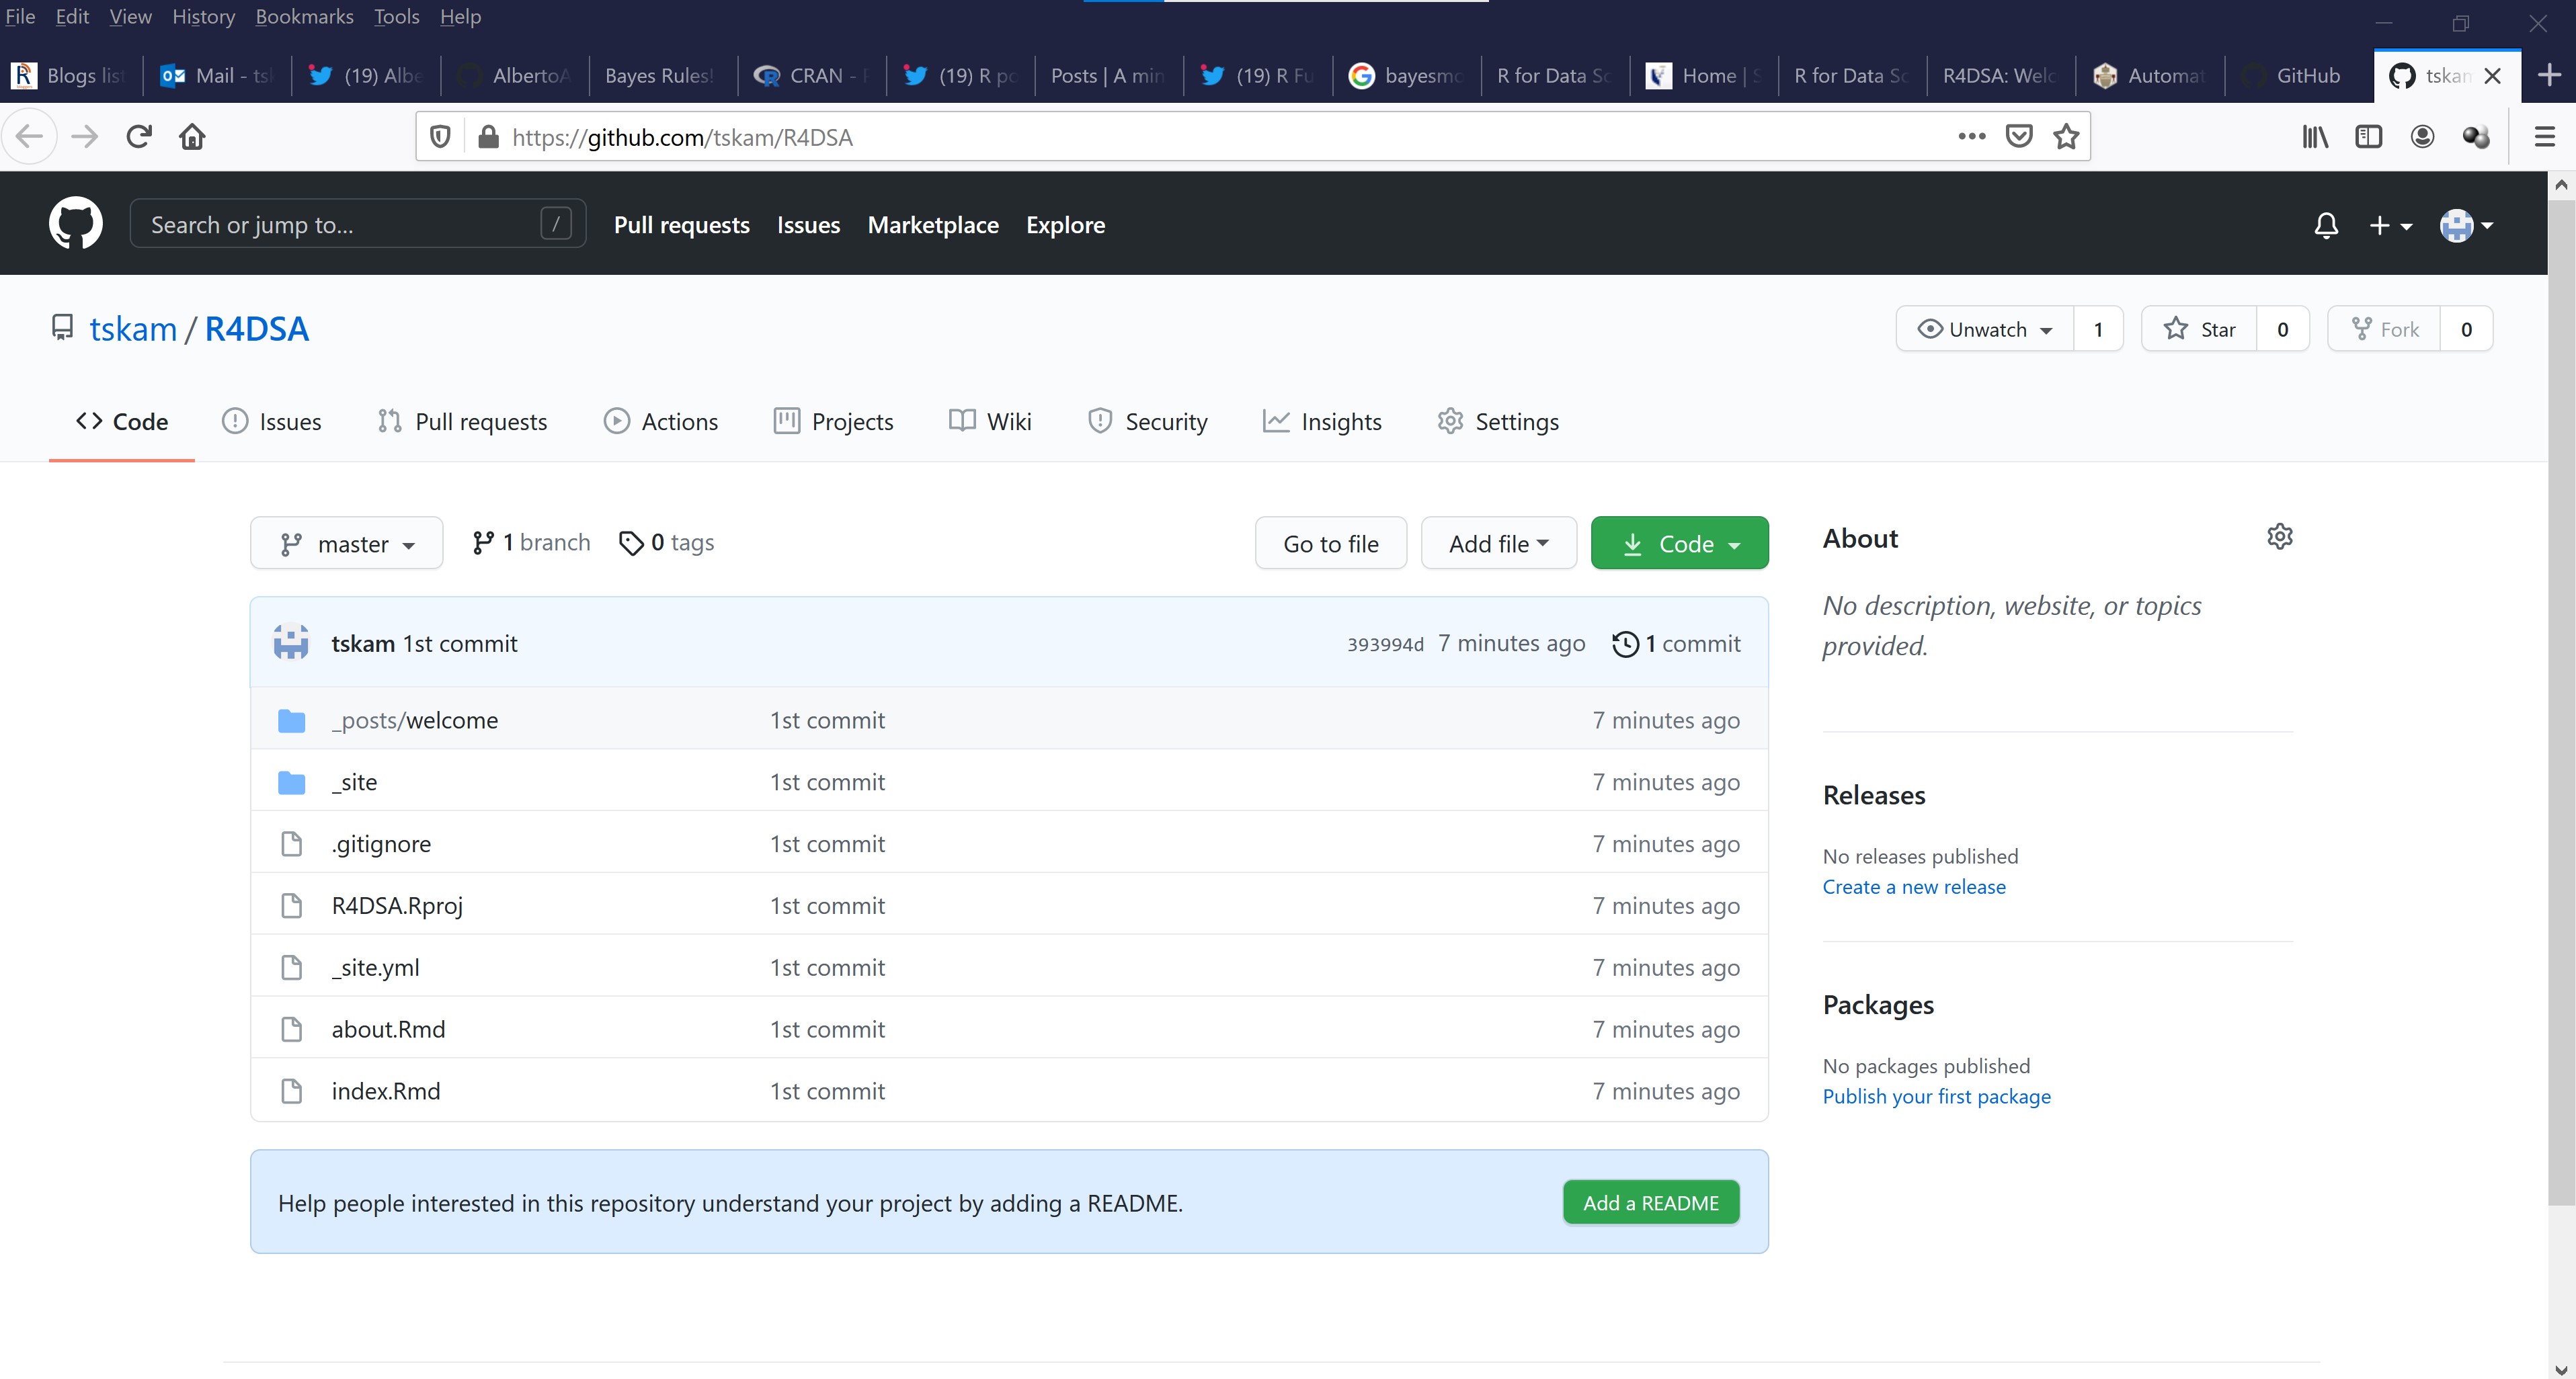 File Edit View History Bookmarks Tools Help
Blogs list Mail - tsk (19) Albe AlbertoA Bayes Rules! CRAN - (19) R po Posts | A min (19) R Fu bayesmo R for Data Sc Home | S R for Data Sc R4DSA: Welc Automat GitHub tskam
https://github.com/tskam/R4DSA
Search or jump to... / Pull requests Issues Marketplace Explore
tskam / R4DSA Unwatch 1 Star 0 Fork 0
Code Issues Pull requests Actions Projects Wiki Security Insights Settings
master 1 branch 0 tags Go to file Add file Code
tskam 1st commit 393994d 7 minutes ago 1 commit
_posts/welcome 1st commit 7 minutes ago
_site 1st commit 7 minutes ago
.gitignore 1st commit 7 minutes ago
R4DSA.Rproj 1st commit 7 minutes ago
_site.yml 1st commit 7 minutes ago
about.Rmd 1st commit 7 minutes ago
index.Rmd 1st commit 7 minutes ago
Help people interested in this repository understand your project by adding a README. Add a README
About
No description, website, or topics
provided.
Releases
No releases published
Create a new release
Packages
No packages published
Publish your first package